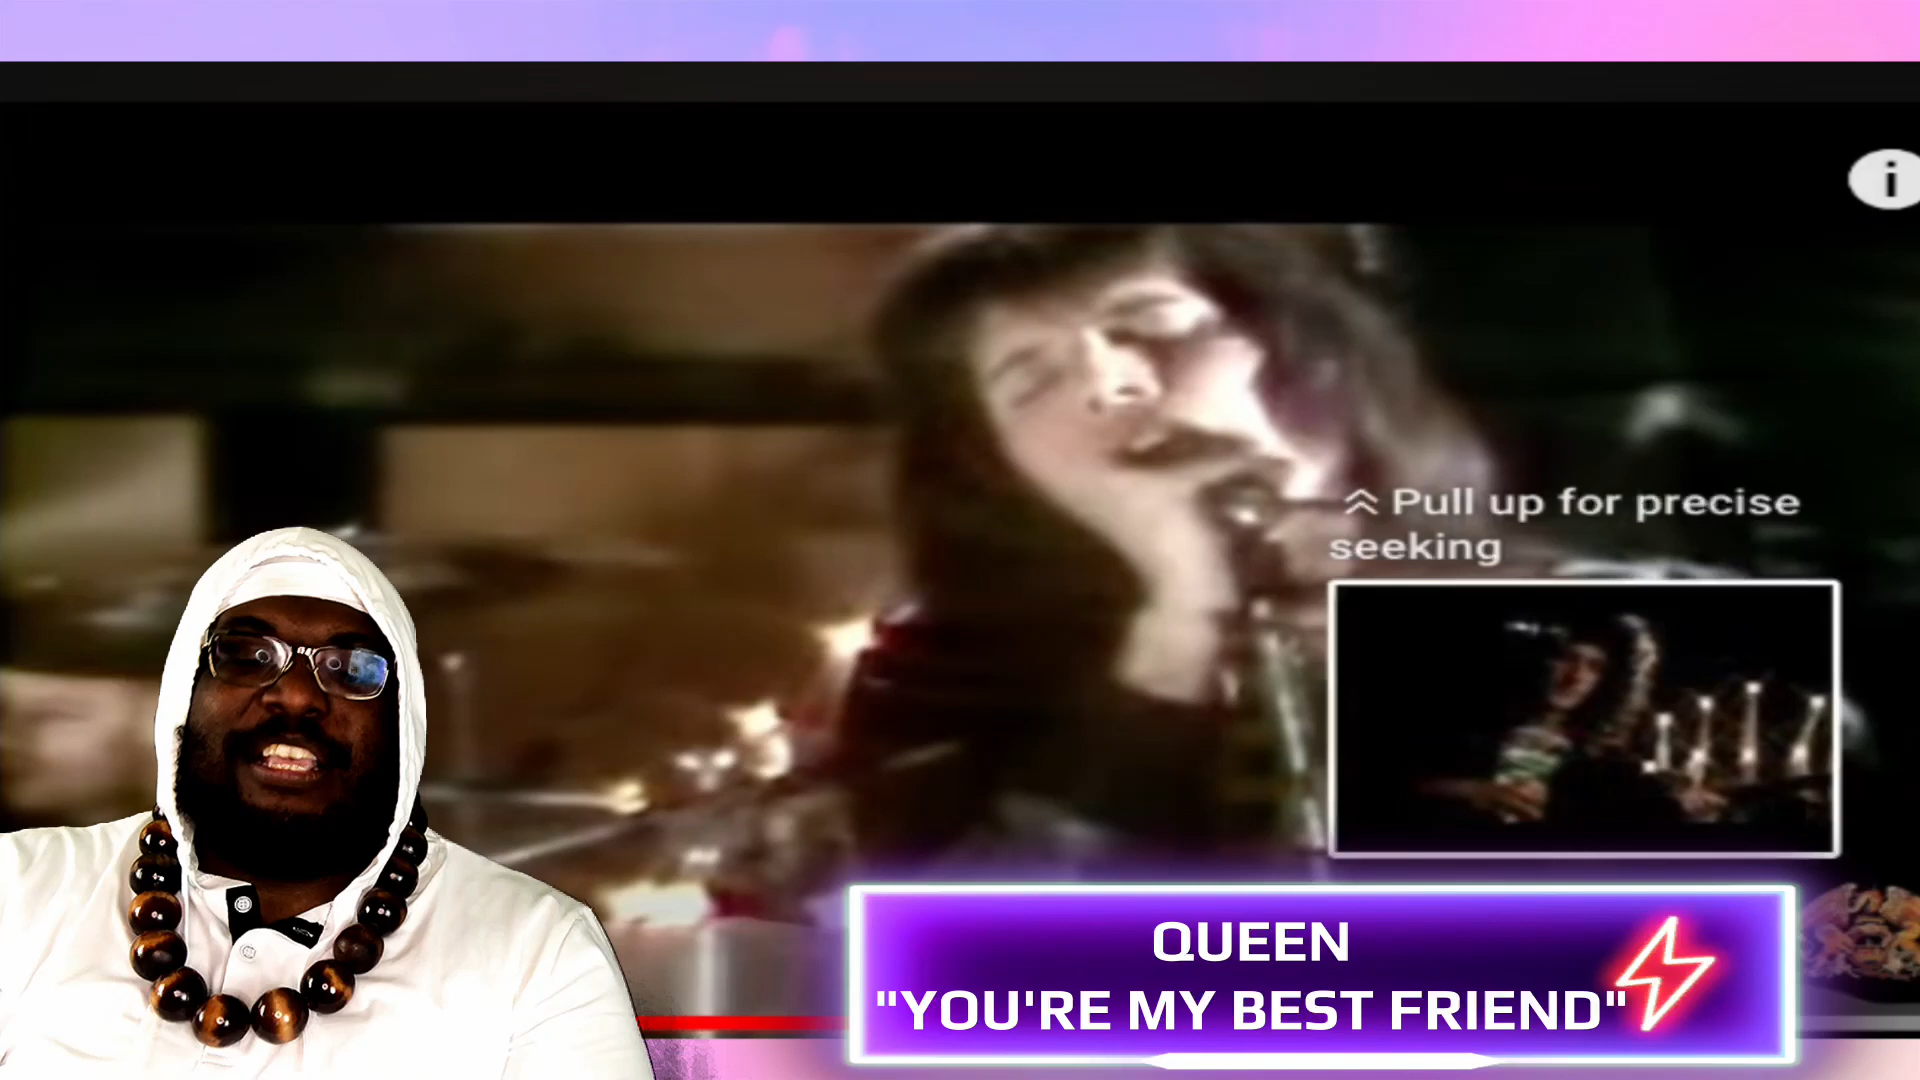 i
Pull up for precise
seeking
QUEEN
"YOU'RE MY BEST FRIEND"